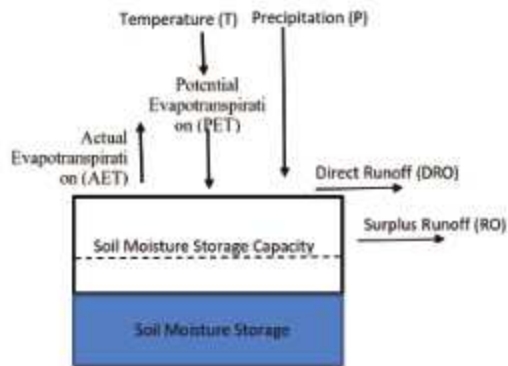 Temperature (T) Precipitation (P)
Potential
Evapotranspirati
on (PET)
Actual
Evapotranspirati
on (AET)
Direct Runoff (DRO)
Surplus Runoff (RO)
Soil Moisture Storage Capacity
Soil Moisture Storage